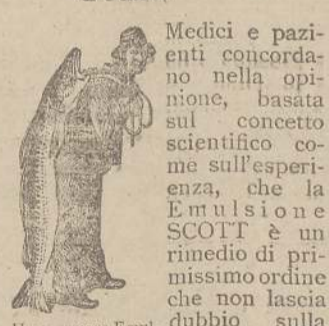 Medici e pazi-
enti concorda-
no nella opi-
nione, basata
sul concetto
scientifico co-
me sull'esperi-
enza, che la
Emulsione
SCOTT è un
rimedio di pri-
missimo ordine
che non lascia
dubbio sulla